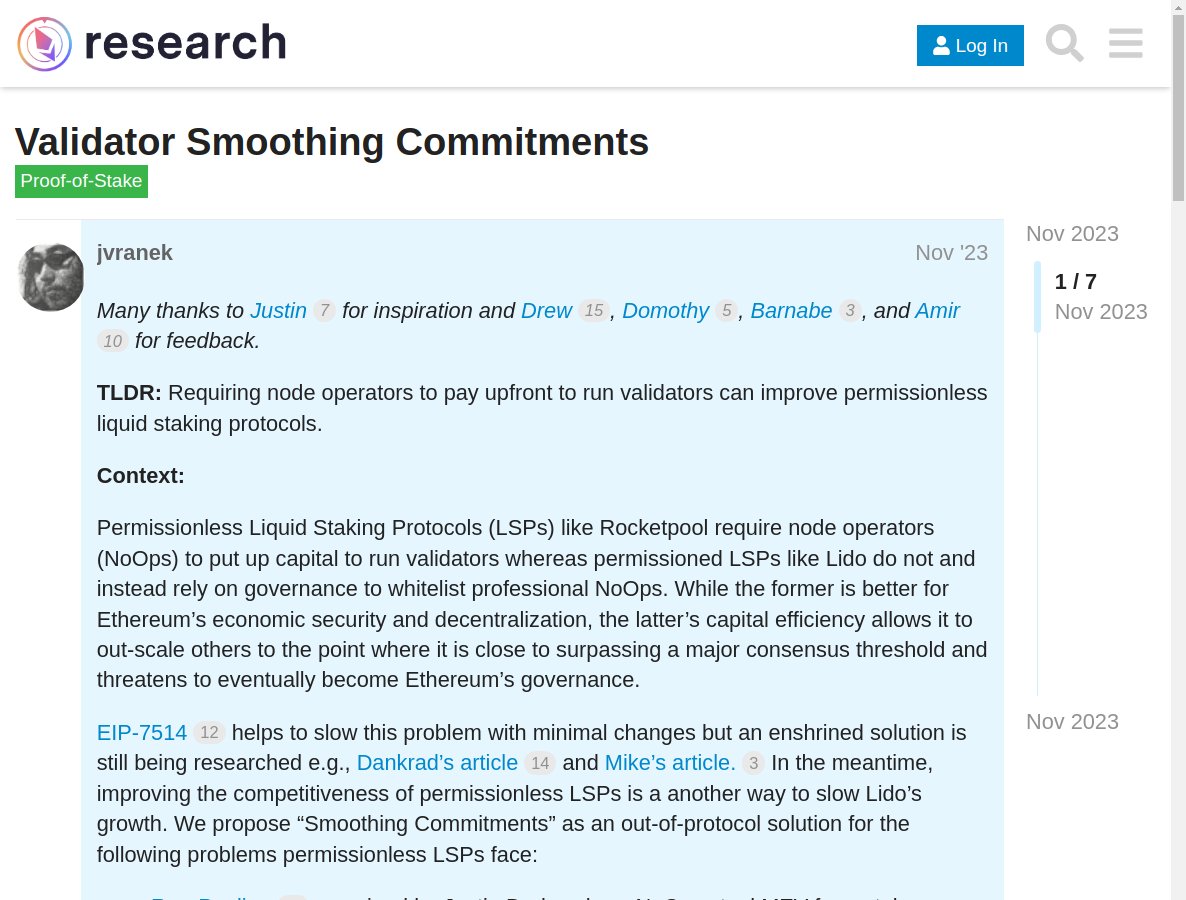 research
Log In
Validator Smoothing Commitments
Proof-of-Stake
jvranek
Nov '23
Many thanks to Justin 7 for inspiration and Drew 15, Domothy 5, Barnabe 3, and Amir
10 for feedback.
TLDR: Requiring node operators to pay upfront to run validators can improve permissionless
liquid staking protocols.
Context:
Permissionless Liquid Staking Protocols (LSPs) like Rocketpool require node operators
(NoOps) to put up capital to run validators whereas permissioned LSPs like Lido do not and
instead rely on governance to whitelist professional NoOps. While the former is better for
Ethereum’s economic security and decentralization, the latter’s capital efficiency allows it to
out-scale others to the point where it is close to surpassing a major consensus threshold and
threatens to eventually become Ethereum’s governance.
EIP-7514 12 helps to slow this problem with minimal changes but an enshrined solution is
still being researched e.g., Dankrad’s article 14 and Mike’s article. 3 In the meantime,
improving the competitiveness of permissionless LSPs is a another way to slow Lido’s
growth. We propose “Smoothing Commitments” as an out-of-protocol solution for the
following problems permissionless LSPs face:
Nov 2023
1 / 7
Nov 2023
Nov 2023